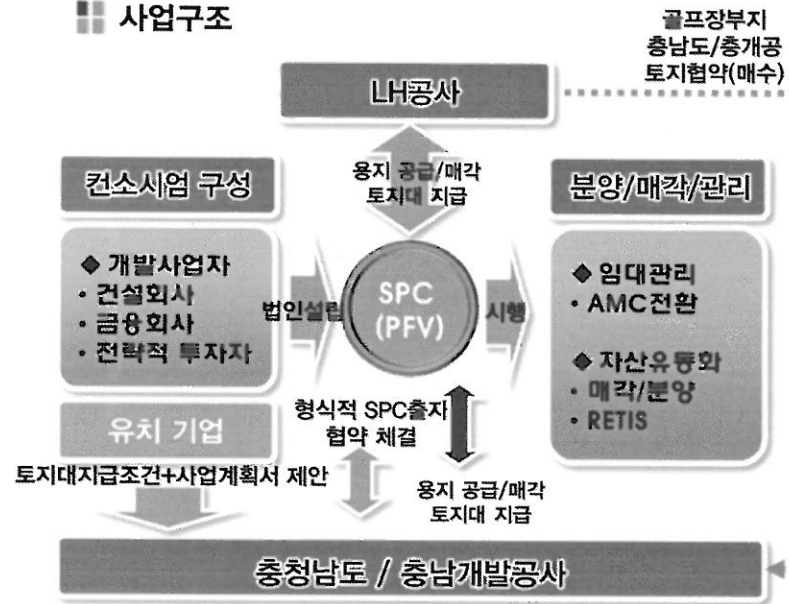 사업구조
골프장부지
충남도/충개공
토지협약(매수)
LH공사
용지 공급/매각
토지대 지급
컨소시엄 구성
◆ 개발사업자
• 건설회사
• 금융회사
• 전략적 투자자
법인설립
SPC
(PFV)
시행
분양/매각/관리
◆ 임대관리
• AMC전환
◆ 자산유동화
• 매각/분양
• RETIS
유치 기업
토지대지급조건+사업계획서 제안
형식적 SPC출자
협약 체결
용지 공급/매각
토지대 지급
충청남도 / 충남개발공사